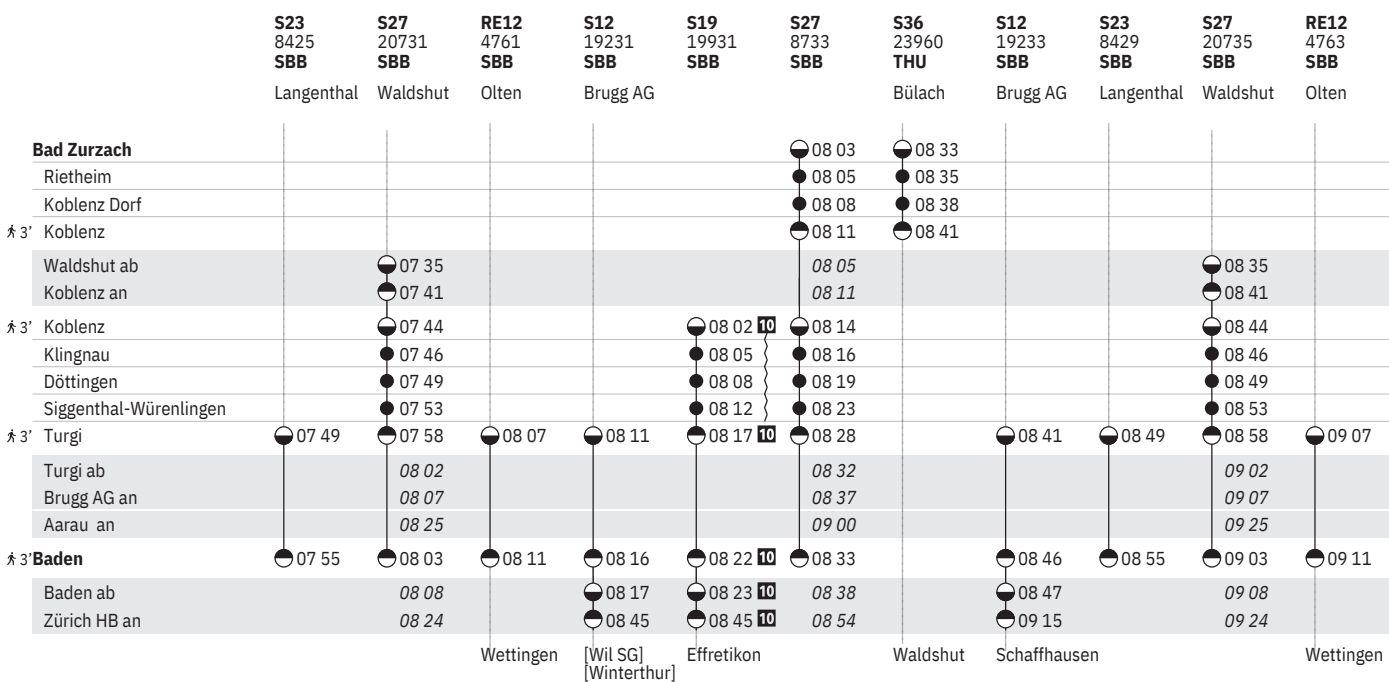 S23 S27 RE12 S12 S19 S27 S36 S12 S23 S27 RE12
8425 20731 4761 19231 19931 8733 23960 19233 8429 20735 4763
SBB SBB SBB SBB SBB SBB THU SBB SBB SBB SBB
Langenthal Waldshut Olten Brugg AG Bülach Brugg AG Langenthal Waldshut Olten
Bad Zurzach 08 03 08 33
Rietheim 08 05 08 35
Koblenz Dorf 08 08 08 38
3' Koblenz 08 11 08 41
Waldshut ab 07 35 08 05 08 35
Koblenz an 07 41 08 11 08 41
3' Koblenz 07 44 08 02 10 08 14 08 44
Klingnau 07 46 08 05 08 16 08 46
Döttingen 07 49 08 08 08 19 08 49
Siggenthal-Würenlingen 07 53 08 12 08 23 08 53
3' Turgi 07 49 07 58 08 07 08 11 08 17 10 08 28 08 41 08 49 08 58 09 07
Turgi ab 08 02 08 32 09 02
Brugg AG an 08 07 08 37 09 07
Aarau an 08 25 09 00 09 25
3' Baden 07 55 08 03 08 11 08 16 08 22 10 08 33 08 46 08 55 09 03 09 11
Baden ab 08 08 08 17 08 23 10 08 38 08 47 09 08
Zürich HB an 08 24 08 45 08 45 10 08 54 09 15 09 24
Wettingen [Wil SG] Effretikon Waldshut Schaffhausen Wettingen
[Winterthur]